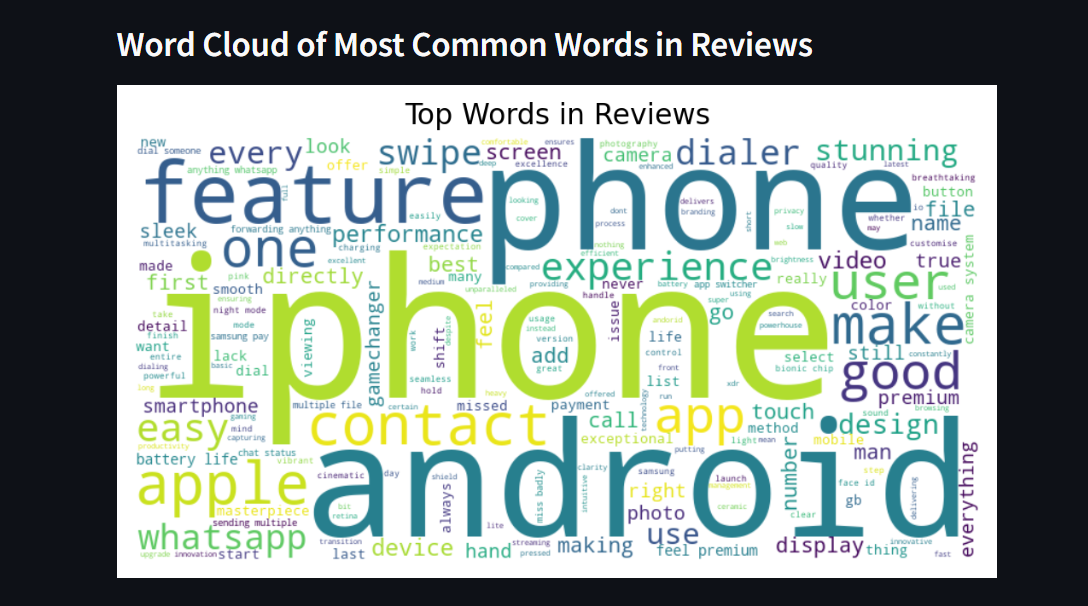 Word Cloud of Most Common Words in Reviews
Top Words in Reviews
new
dial someone
every
look
swipe
comfortable
ensures
screen
deep
excellence
photography
camera
enhanced
dialer
stunning
quality
latest
anything whatsapp
offer
simple
breathtaking
feature
full
phone
looking
cover
dont
process
delivers
branding
short
privacy
slow
web
button
io
file
whether
may
name
customise
easily
sleek
multitasking
forwarding anything
performance
one
charging
excellent
expectation
nothing
efficient
made
first
pink
directly
best
many
medium
compared
experience
brightness
video
true
really
user
used
camera system
smooth
ensuring
iphone
unparalleled
providing
never
handle
battery
app switcher
using
super
go
color
without
take
night mode
detail
finish
mode
samsung pay
viewing
gamechanger
work
shift
despite
feel
usage
instead
version
add
great
issue
android
life
control
search
powerhouse
make
want
entire
lack
basic
dial
dialing
powerful
select
bionic chip
still
constantly
long
seamless
hold
front
list
xdr
run
good
premium
smartphone
multiple file
certain
heavy
missed
offered
payment
technology
sound
browsing
easy
gaming
mind
capturing
contact
call
app
touch
method
design
productivity
chat status
exceptional
light
mean
mobile
man
battery life
vibrant
putting
number
everything
apple
cinematic
day
android
shield
always
miss badly
clarity
intuitive
samsung
right
launch
management
step
face id
gb
delivering
masterpiece
bit
retina
photo
ceramic
clear
sending multiple
lite
use
whatsapp
transition
streaming
innovative
upgrade
innovation
start
last
device
hand
pressed
making
feel premium
display
thing
fast